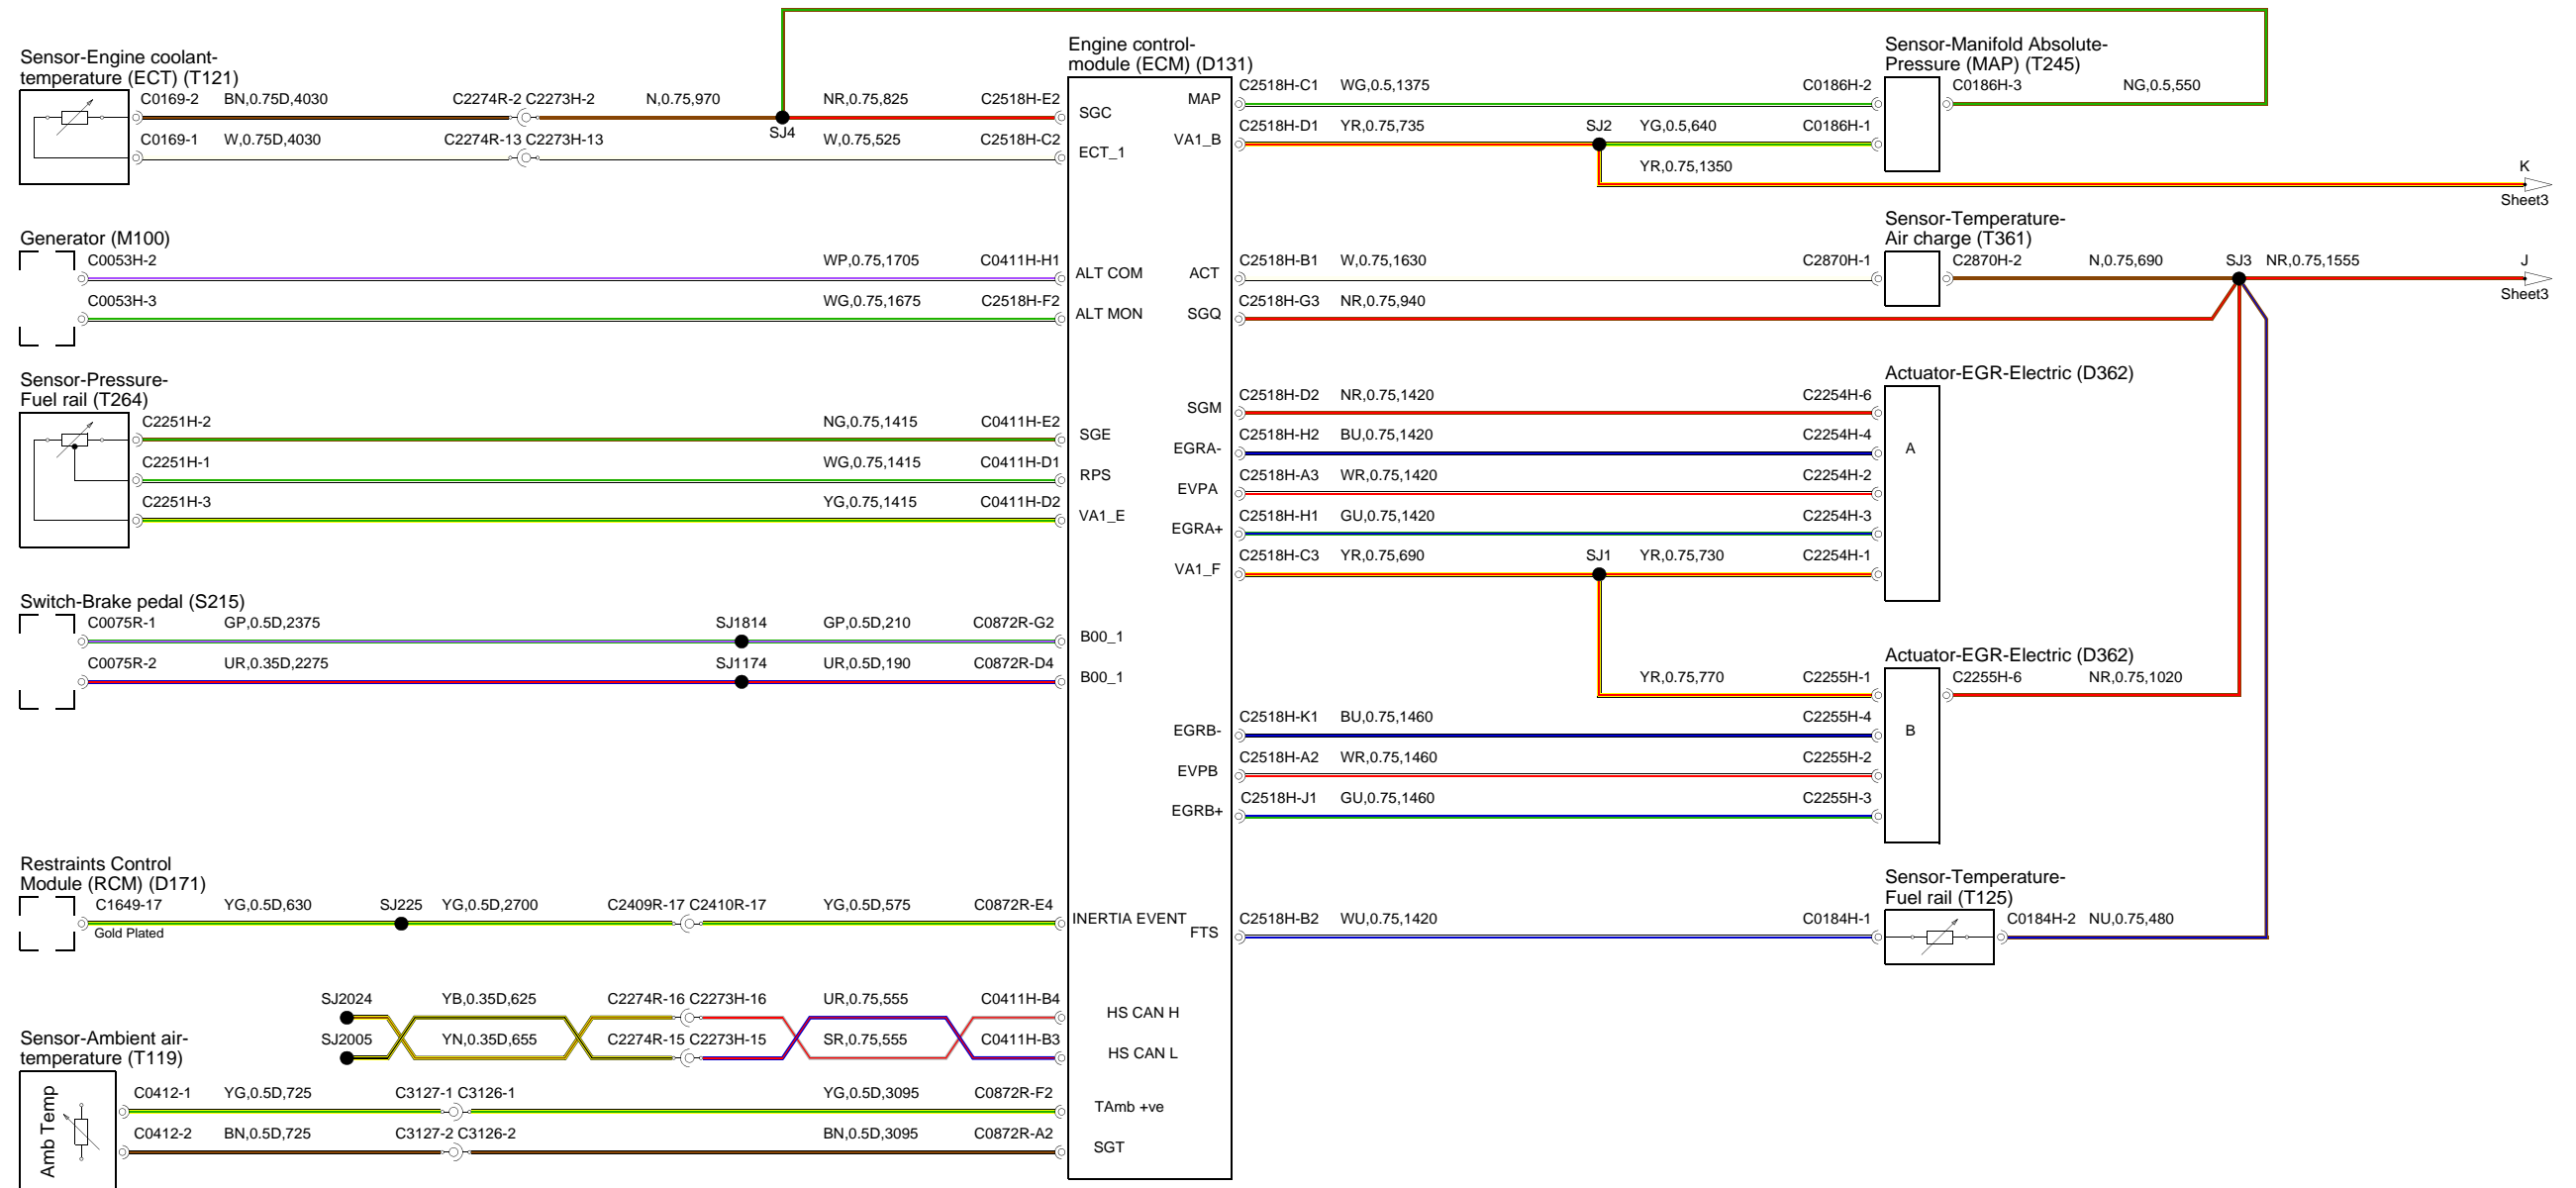 Sensor-Engine coolant-
temperature (ECT) (T121)
C0169-2 BN,0.75D,4030 C2274R-2 C2273H-2 N,0.75,970 NR,0.75,825 C2518H-E2
SJ4
C0169-1 W,0.75D,4030 C2274R-13 C2273H-13 W,0.75,525 C2518H-C2
Generator (M100)
C0053H-2 WP,0.75,1705 C0411H-H1
C0053H-3 WG,0.75,1675 C2518H-F2
Sensor-Pressure-
Fuel rail (T264)
C2251H-2 NG,0.75,1415 C0411H-E2
C2251H-1 WG,0.75,1415 C0411H-D1
C2251H-3 YG,0.75,1415 C0411H-D2
Switch-Brake pedal (S215)
C0075R-1 GP,0.5D,2375 SJ1814 GP,0.5D,210 C0872R-G2
C0075R-2 UR,0.35D,2275 SJ1174 UR,0.5D,190 C0872R-D4
Restraints Control
Module (RCM) (D171)
C1649-17 YG,0.5D,630 SJ225 YG,0.5D,2700 C2409R-17 C2410R-17 YG,0.5D,575 C0872R-E4
Gold Plated
SJ2024 YB,0.35D,625 C2274R-16 C2273H-16 UR,0.75,555 C0411H-B4
SJ2005 YN,0.35D,655 C2274R-15 C2273H-15 SR,0.75,555 C0411H-B3
Sensor-Ambient air-
temperature (T119)
Amb Temp
C0412-1 YG,0.5D,725 C3127-1 C3126-1 YG,0.5D,3095 C0872R-F2
C0412-2 BN,0.5D,725 C3127-2 C3126-2 BN,0.5D,3095 C0872R-A2
Engine control-
module (ECM) (D131)
SGC
ECT_1
ALT COM
ALT MON
SGE
RPS
VA1_E
B00_1
B00_1
INERTIA EVENT
HS CAN H
HS CAN L
TAmb +ve
SGT
MAP
VA1_B
ACT
SGQ
SGM
EGRA-
EVPA
EGRA+
VA1_F
EGRB-
EVPB
EGRB+
FTS
Sensor-Manifold Absolute-
Pressure (MAP) (T245)
C2518H-C1 WG,0.5,1375 C0186H-2 C0186H-3 NG,0.5,550
C2518H-D1 YR,0.75,735 SJ2 YG,0.5,640 C0186H-1
YR,0.75,1350 K
Sheet3
Sensor-Temperature-
Air charge (T361)
C2518H-B1 W,0.75,1630 C2870H-1 C2870H-2 N,0.75,690 SJ3 NR,0.75,1555 J
Sheet3
C2518H-G3 NR,0.75,940
Actuator-EGR-Electric (D362)
C2518H-D2 NR,0.75,1420 C2254H-6
C2518H-H2 BU,0.75,1420 C2254H-4
A
C2518H-A3 WR,0.75,1420 C2254H-2
C2518H-H1 GU,0.75,1420 C2254H-3
C2518H-C3 YR,0.75,690 SJ1 YR,0.75,730 C2254H-1
Actuator-EGR-Electric (D362)
YR,0.75,770 C2255H-1 C2255H-6 NR,0.75,1020
C2518H-K1 BU,0.75,1460 C2255H-4
B
C2518H-A2 WR,0.75,1460 C2255H-2
C2518H-J1 GU,0.75,1460 C2255H-3
Sensor-Temperature-
Fuel rail (T125)
C2518H-B2 WU,0.75,1420 C0184H-1 C0184H-2 NU,0.75,480